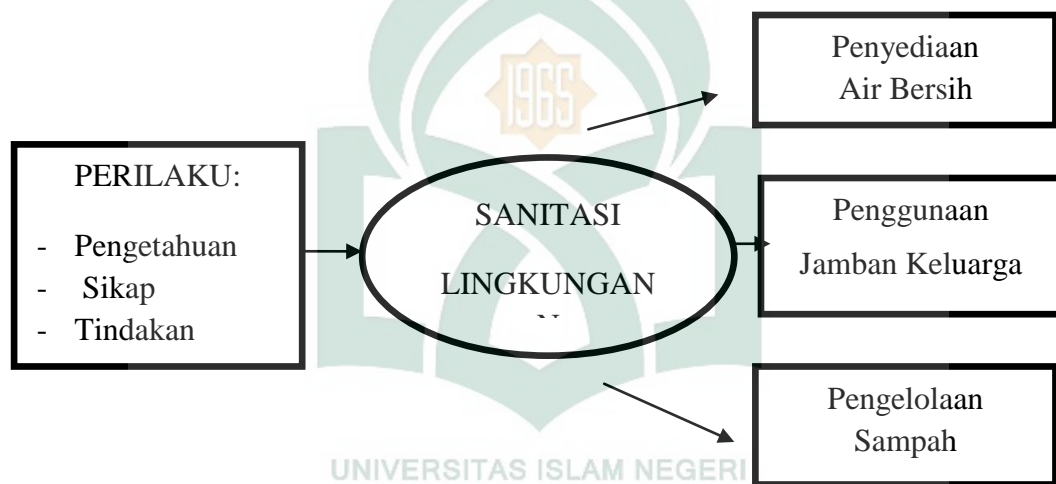 1965
PERILAKU:
- Pengetahuan
- Sikap
- Tindakan
SANITASI
LINGKUNGAN
Penyediaan
Air Bersih
Penggunaan
Jamban Keluarga
Pengelolaan
Sampah
UNIVERSITAS ISLAM NEGERI